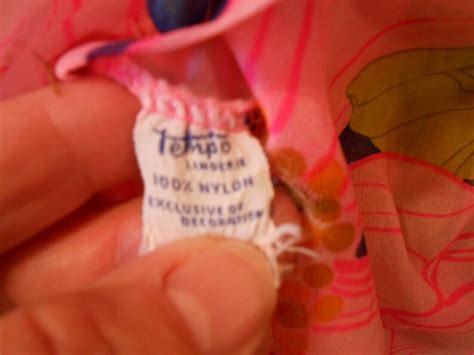 Tempo
LINGERIE
100% NYLON
EXCLUSIVE OF
DECORATION